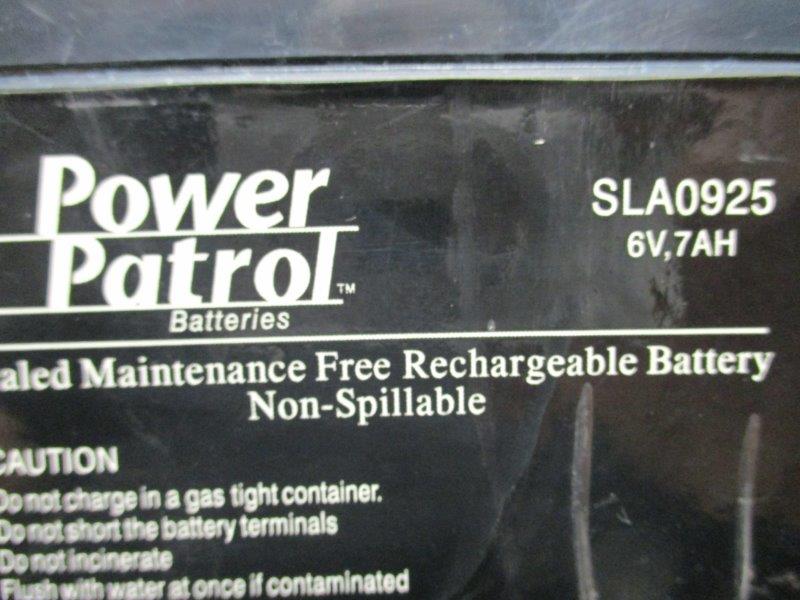 Power
Patrol™
Batteries
SLA0925
6V,7AH
aled Maintenance Free Rechargeable Battery
Non-Spillable
CAUTION
Do not charge in a gas tight container.
Do not short the battery terminals
Do not incinerate
Flush with water at once if contaminated